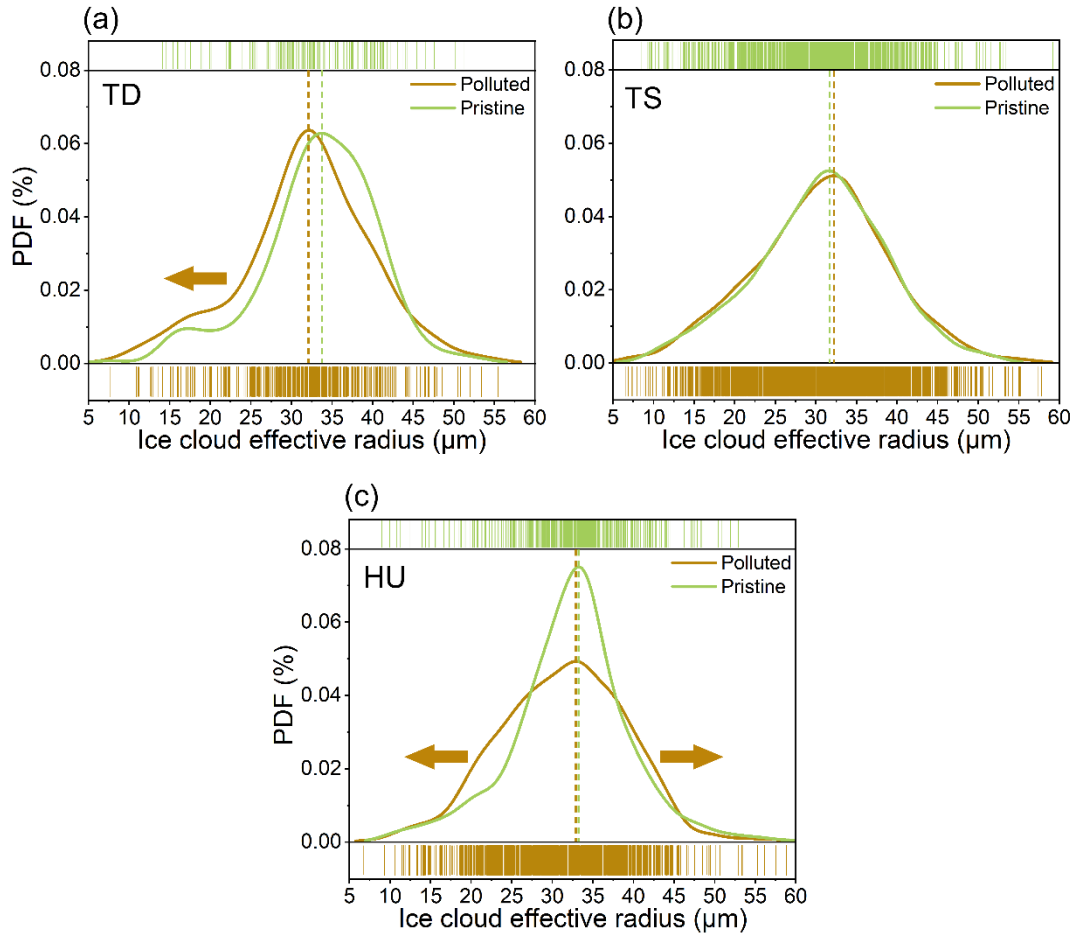 (a)
TD
Polluted
Pristine
PDF (%)
0.08
0.06
0.04
0.02
0.00
5 10 15 20 25 30 35 40 45 50 55 60
Ice cloud effective radius (μm)
(b)
TS
Polluted
Pristine
0.08
0.06
0.04
0.02
0.00
5 10 15 20 25 30 35 40 45 50 55 60
Ice cloud effective radius (μm)
(c)
HU
Polluted
Pristine
PDF (%)
0.08
0.06
0.04
0.02
0.00
5 10 15 20 25 30 35 40 45 50 55 60
Ice cloud effective radius (μm)